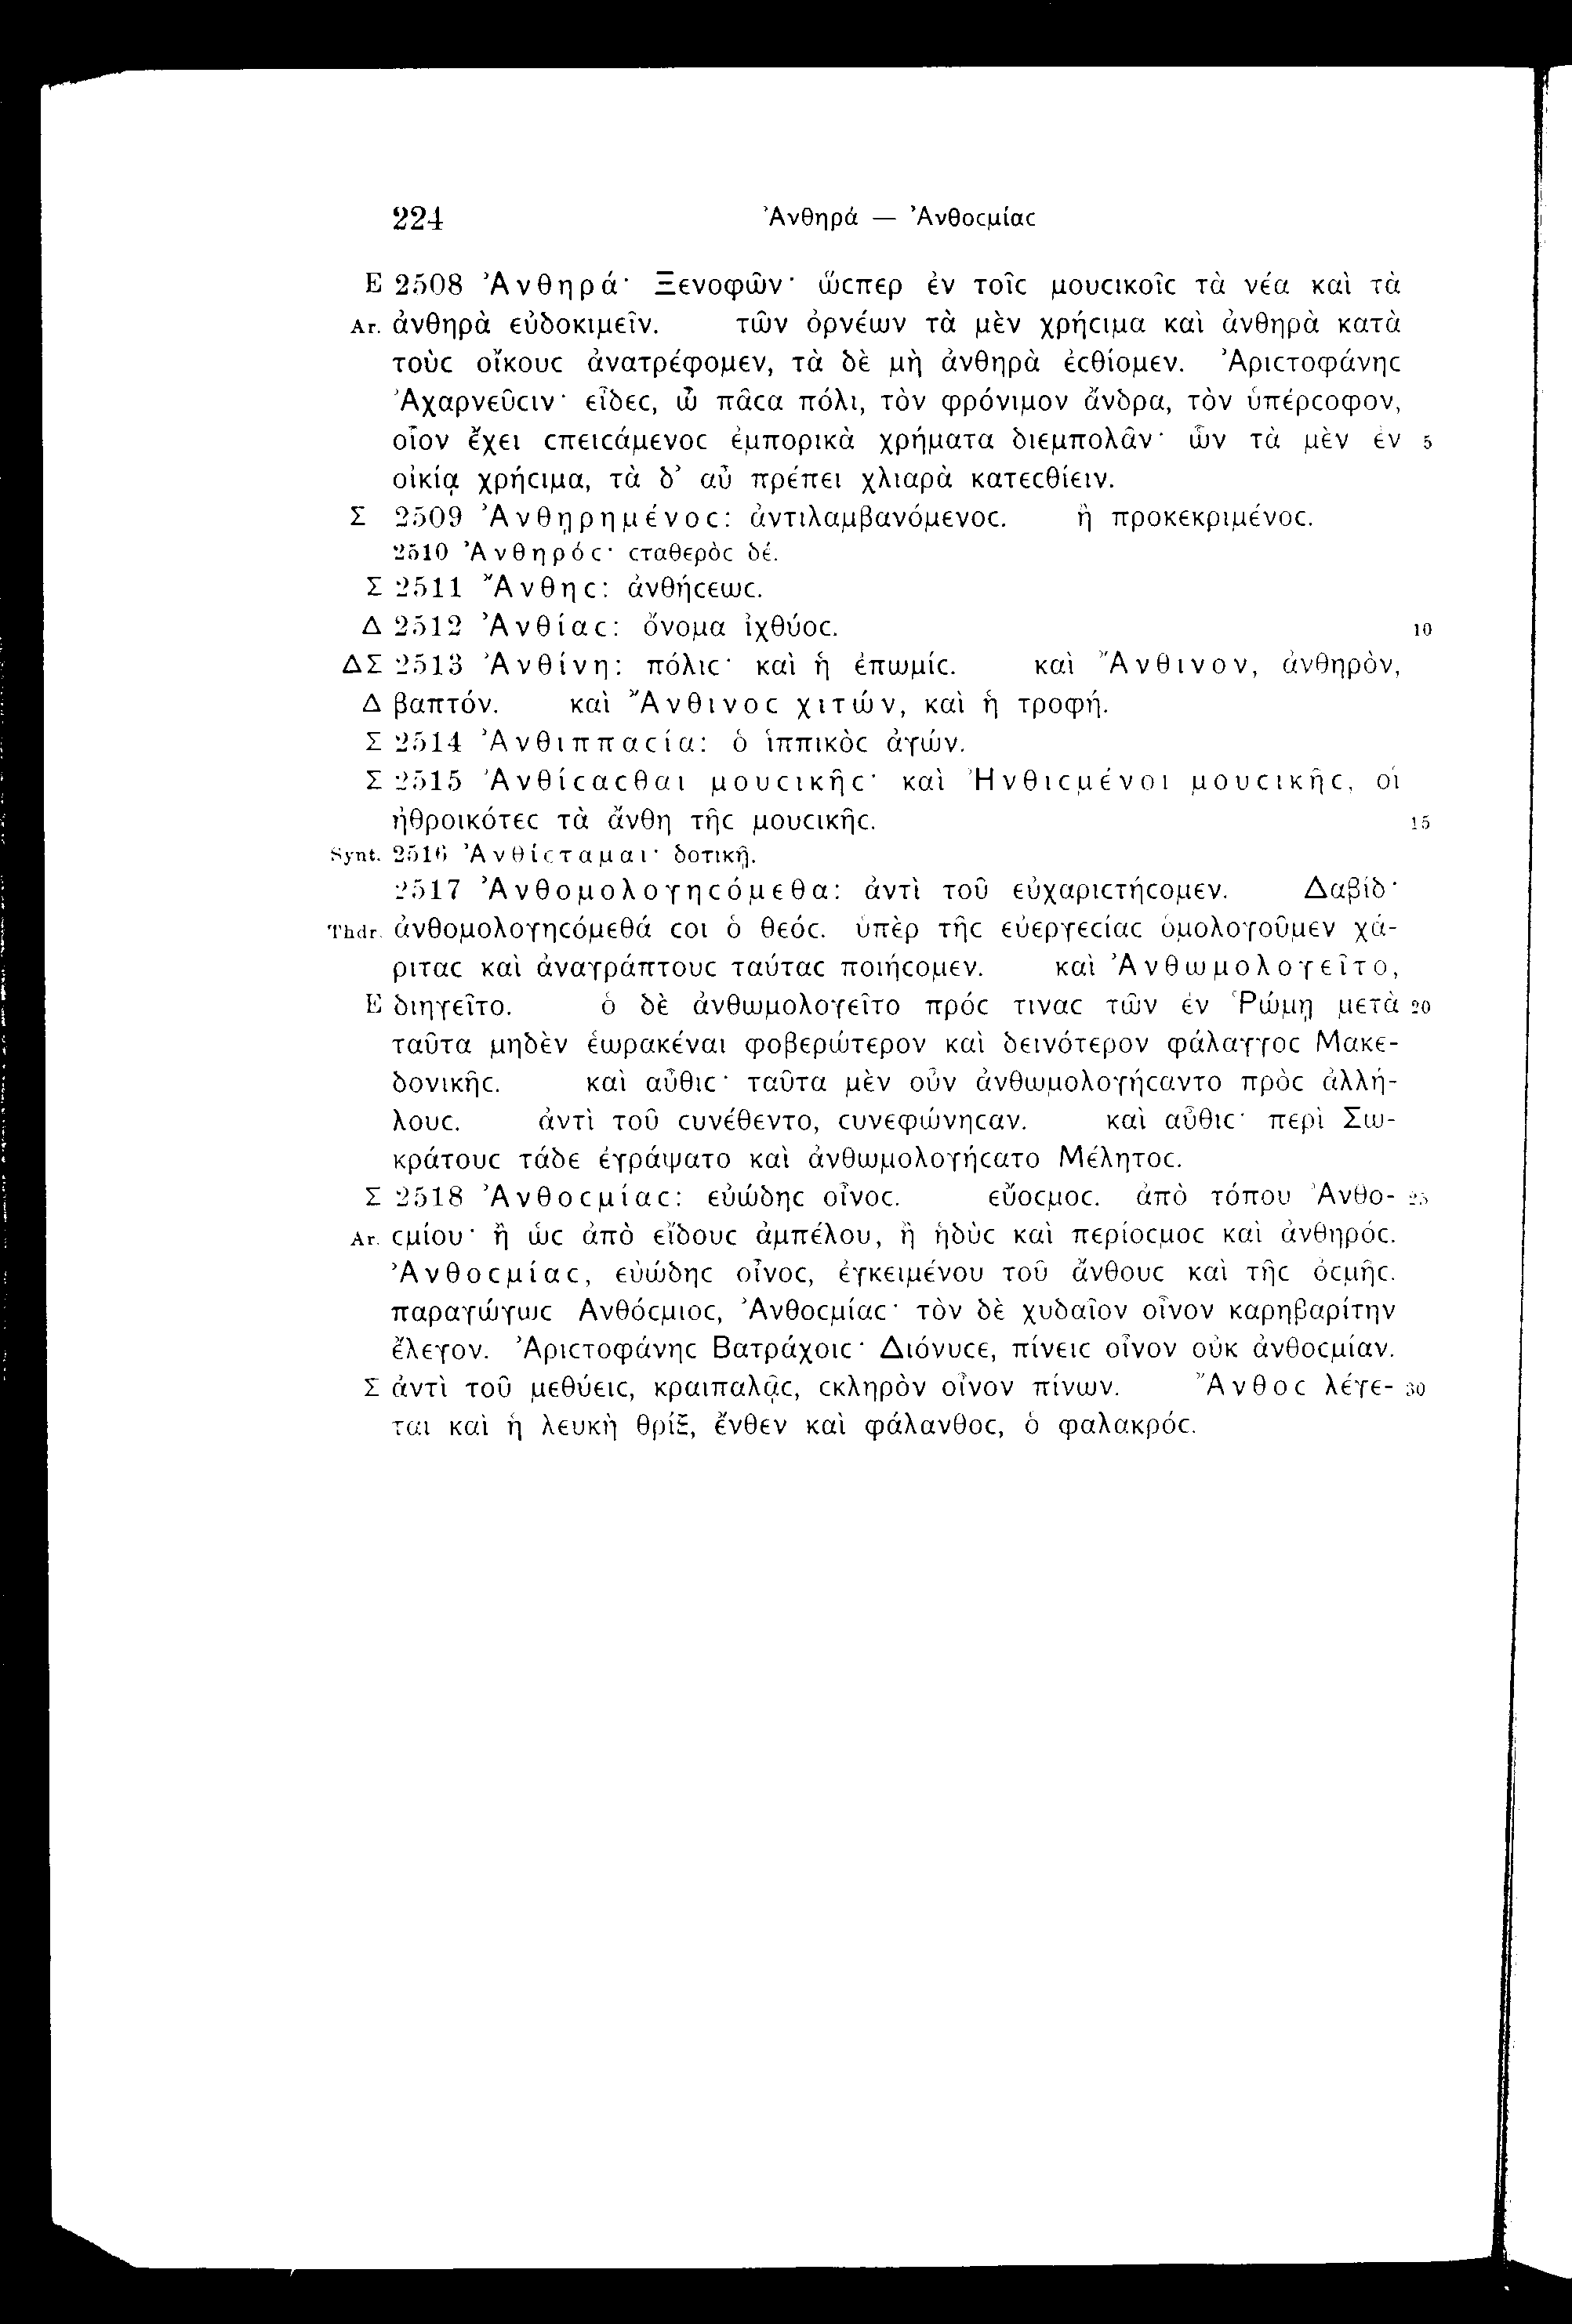 224 Ἀνθηρά — Ἀνθοϲμίαϲ
Ε 2508 Ἀνθηρά· Ξενοφῶν· ὥϲπερ ἐν τοῖϲ μουϲικοῖϲ τὰ νέα καὶ τὰ
Ar. ἀνθηρὰ εὐδοκιμεῖν. τῶν ὀρνέων τὰ μὲν χρήϲιμα καὶ ἀνθηρὰ κατὰ
τοὺϲ οἴκουϲ ἀνατρέφομεν, τὰ δὲ μὴ ἀνθηρὰ ἐϲθίομεν. Ἀριϲτοφάνηϲ
Ἀχαρνεῦϲιν· εἶδεϲ, ὦ πᾶϲα πόλι, τὸν φρόνιμον ἄνδρα, τὸν ὑπέρϲοφον,
οἷον ἔχει ϲπειϲάμενοϲ ἐμπορικὰ χρήματα διεμπολᾶν· ὧν τὰ μὲν ἐν 5
οἰκίᾳ χρήϲιμα, τὰ δ’ αὖ πρέπει χλιαρὰ κατεϲθίειν.
Σ 2509 Ἀνθῃρημένοϲ: ἀντιλαμβανόμενοϲ. ἢ προκεκριμένοϲ.
2510 Ἀνθηρόϲ· ϲταθερὸϲ δέ.
Σ 2511 Ἄνθηϲ: ἀνθήϲεωϲ.
Δ 2512 Ἀνθίαϲ: ὄνομα ἰχθύοϲ. 10
ΔΣ 2513 Ἀνθίνη: πόλιϲ· καὶ ἡ ἐπωμίϲ. καὶ Ἄνθινον, ἀνθηρὸν,
Δ βαπτόν. καὶ Ἄνθινοϲ χιτών, καὶ ἡ τροφή.
Σ 2514 Ἀνθιππαϲία: ὁ ἱππικὸϲ ἀγών.
Σ 2515 Ἀνθίϲαϲθαι μουϲικῆϲ· καὶ Ἠνθιϲμένοι μουϲικῆϲ, οἱ
ἠθροικότεϲ τὰ ἄνθη τῆϲ μουϲικῆϲ. 15
Synt. 2516 Ἀνθίϲταμαι· δοτικῇ.
2517 Ἀνθομολογηϲόμεθα: ἀντὶ τοῦ εὐχαριϲτήϲομεν. Δαβίδ·
Thdr. ἀνθομολογηϲόμεθά ϲοι ὁ θεόϲ. ὑπὲρ τῆϲ εὐεργεϲίαϲ ὁμολογοῦμεν χά-
ριταϲ καὶ ἀναγράπτουϲ ταύταϲ ποιήϲομεν. καὶ Ἀνθωμολογεῖτο,
Ε διηγεῖτο. ὁ δὲ ἀνθωμολογεῖτο πρόϲ τιναϲ τῶν ἐν Ῥώμῃ μετὰ 20
ταῦτα μηδὲν ἑωρακέναι φοβερώτερον καὶ δεινότερον φάλαγγοϲ Μακε-
δονικῆϲ. καὶ αὖθιϲ· ταῦτα μὲν οὖν ἀνθωμολογήϲαντο πρὸϲ ἀλλή-
λουϲ. ἀντὶ τοῦ ϲυνέθεντο, ϲυνεφώνηϲαν. καὶ αὖθιϲ· περὶ Σω-
κράτουϲ τάδε ἐγράψατο καὶ ἀνθωμολογήϲατο Μέλητοϲ.
Σ 2518 Ἀνθοϲμίαϲ: εὐώδηϲ οἶνοϲ. εὔοϲμοϲ. ἀπὸ τόπου Ἀνθο- 25
Ar. ϲμίου· ἢ ὡϲ ἀπὸ εἴδουϲ ἀμπέλου, ἢ ἡδὺϲ καὶ περίοϲμοϲ καὶ ἀνθηρόϲ.
Ἀνθοϲμίαϲ, εὐώδηϲ οἶνοϲ, ἐγκειμένου τοῦ ἄνθουϲ καὶ τῆϲ ὀϲμῆϲ.
παραγώγωϲ Ἀνθόϲμιοϲ, Ἀνθοϲμίαϲ· τὸν δὲ χυδαῖον οἶνον καρηβαρίτην
ἔλεγον. Ἀριϲτοφάνηϲ Βατράχοιϲ· Διόνυϲε, πίνειϲ οἶνον οὐκ ἀνθοϲμίαν.
Σ ἀντὶ τοῦ μεθύειϲ, κραιπαλᾷϲ, ϲκληρὸν οἶνον πίνων. Ἄνθοϲ λέγε- 30
ται καὶ ἡ λευκὴ θρίξ, ἔνθεν καὶ φάλανθοϲ, ὁ φαλακρόϲ.